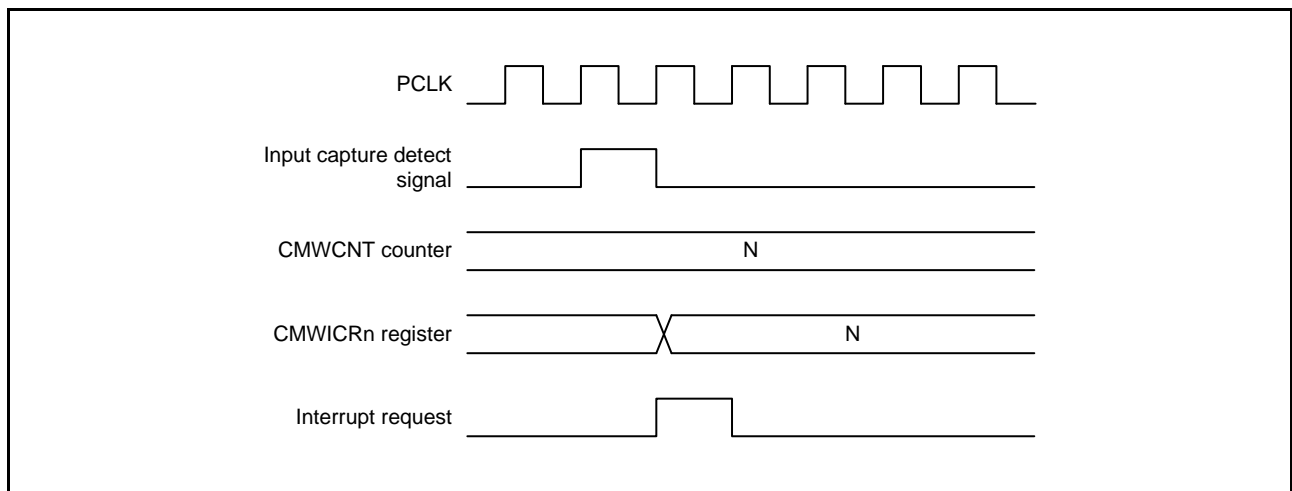 PCLK
Input capture detect
signal
CMWCNT counter
N
CMWICRn register
N
Interrupt request